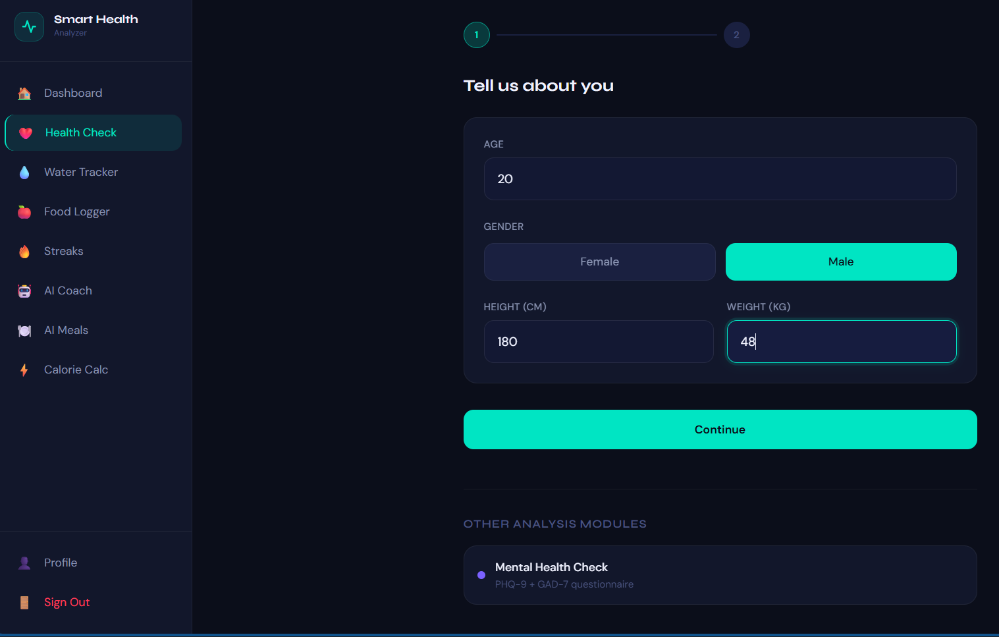 Smart Health
Analyzer
Dashboard
Health Check
Water Tracker
Food Logger
Streaks
AI Coach
AI Meals
Calorie Calc
Profile
Sign Out
1
2
Tell us about you
AGE
20
GENDER
Female
Male
HEIGHT (CM)
WEIGHT (KG)
180
48
Continue
OTHER ANALYSIS MODULES
Mental Health Check
PHQ-9 + GAD-7 questionnaire